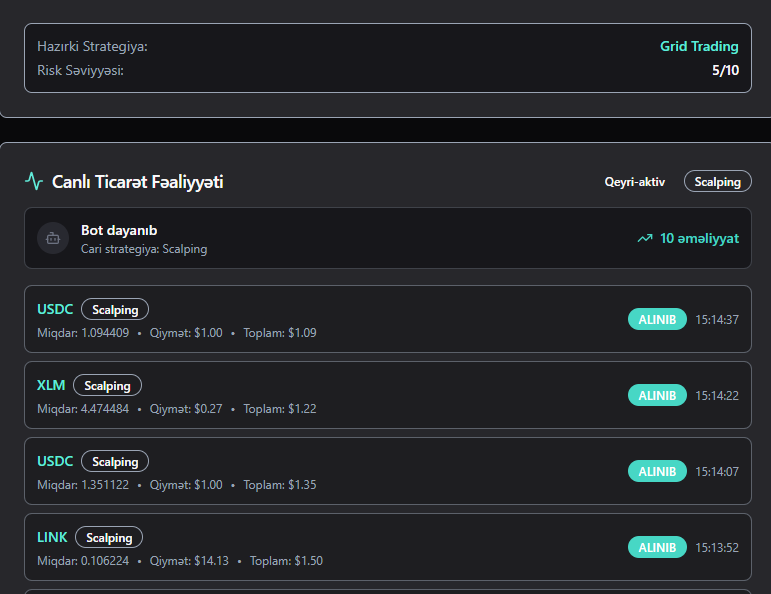 Hazırki Strategiya: Grid Trading
Risk Səviyyəsi: 5/10
Canlı Ticarət Fəaliyyəti Qeyri-aktiv Scalping
Bot dayanıb
Cari strategiya: Scalping
10 əməliyyat
USDC Scalping
Miqdar: 1.094409 • Qiymət: $1.00 • Toplam: $1.09
ALINIB 15:14:37
XLM Scalping
Miqdar: 4.474484 • Qiymət: $0.27 • Toplam: $1.22
ALINIB 15:14:22
USDC Scalping
Miqdar: 1.351122 • Qiymət: $1.00 • Toplam: $1.35
ALINIB 15:14:07
LINK Scalping
Miqdar: 0.106224 • Qiymət: $14.13 • Toplam: $1.50
ALINIB 15:13:52